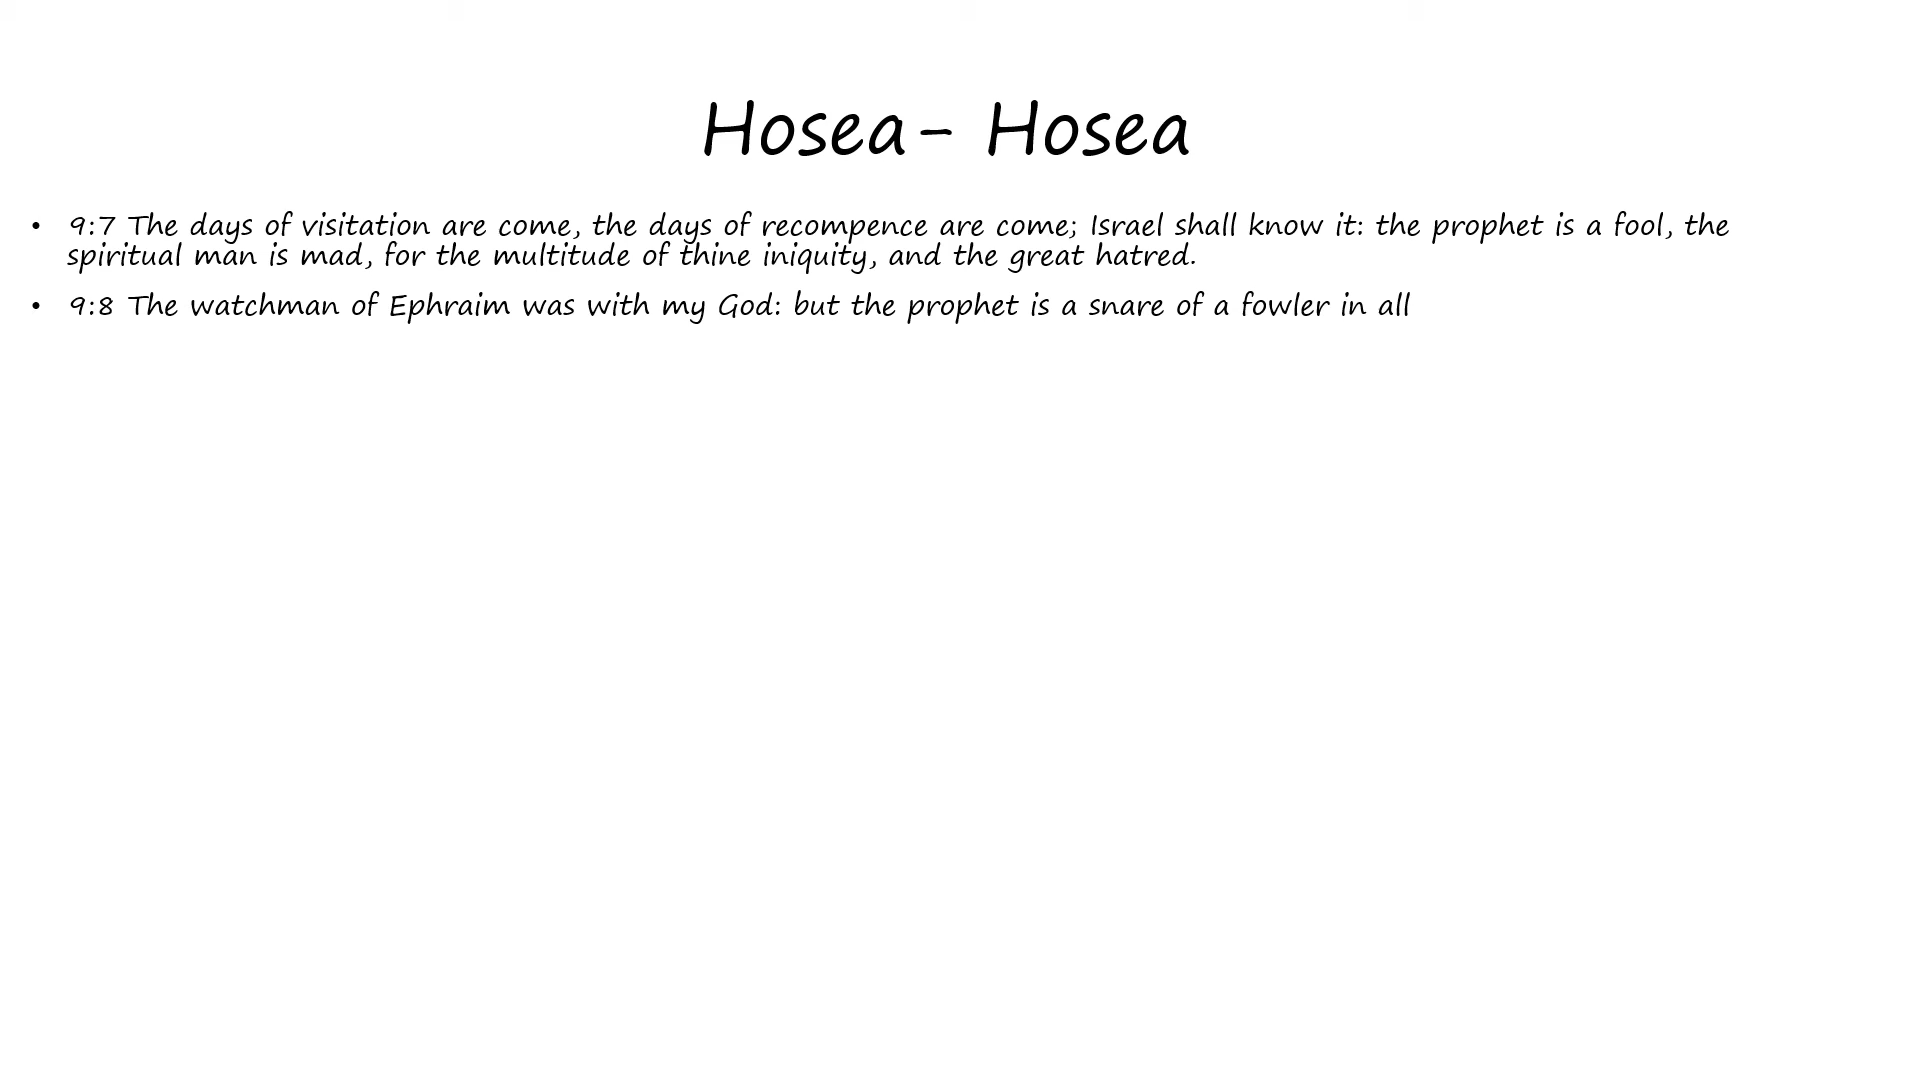 Hosea- Hosea
• 9:7 The days of visitation are come, the days of recompence are come; Israel shall know it: the prophet is a fool, the
spiritual man is mad, for the multitude of thine iniquity, and the great hatred.
• 9:8 The watchman of Ephraim was with my God: but the prophet is a snare of a fowler in all